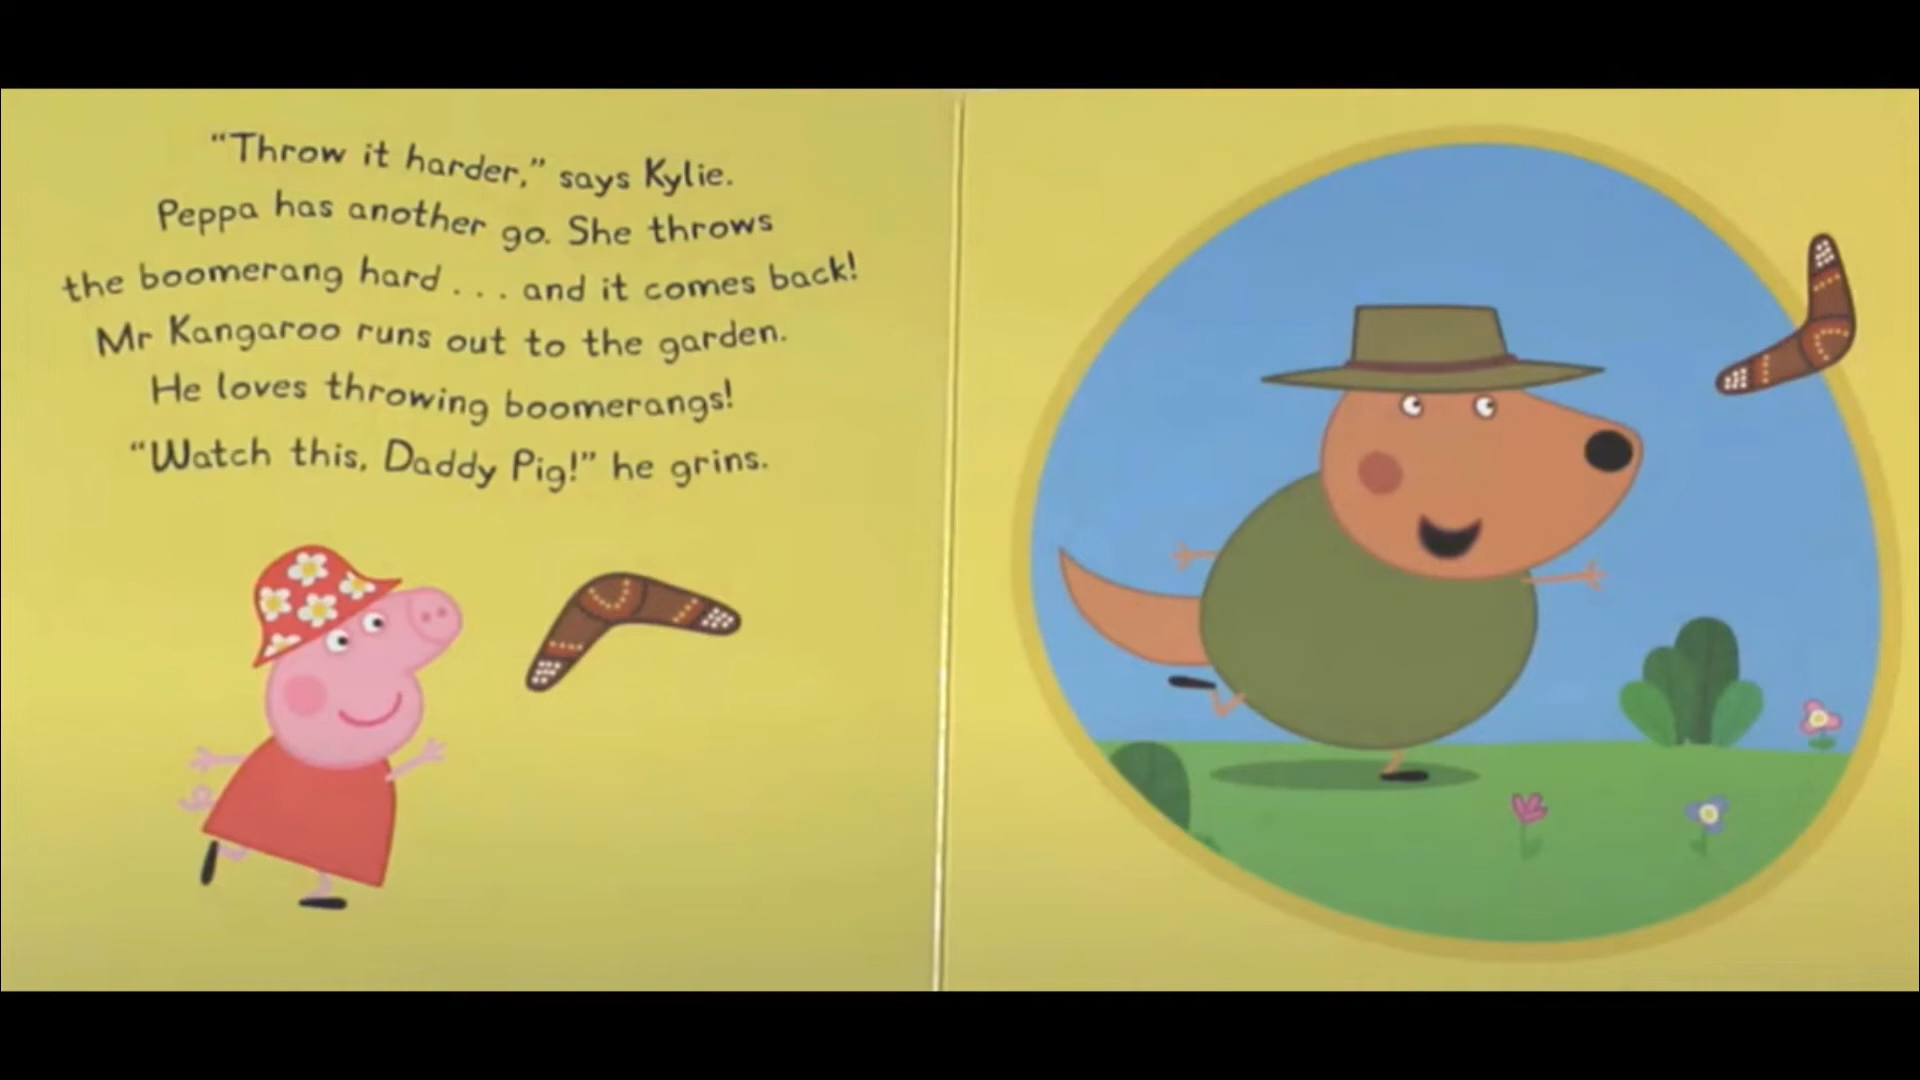 “Throw it harder,” says Kylie.
Peppa has another go. She throws
the boomerang hard . . . and it comes back!
Mr Kangaroo runs out to the garden.
He loves throwing boomerangs!
“Watch this, Daddy Pig!” he grins.